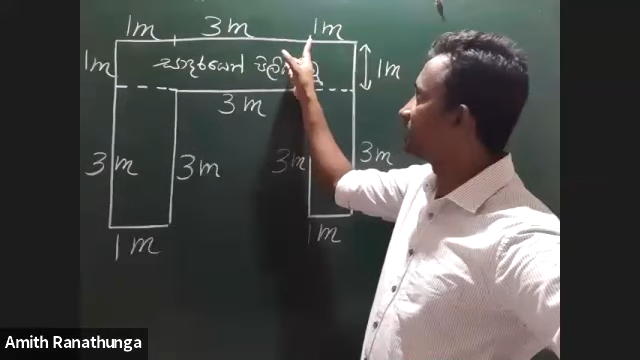 1m 3m 1m
1m 1m
3m
3m 3m 3m 3m
1m 1m
Amith Ranathunga